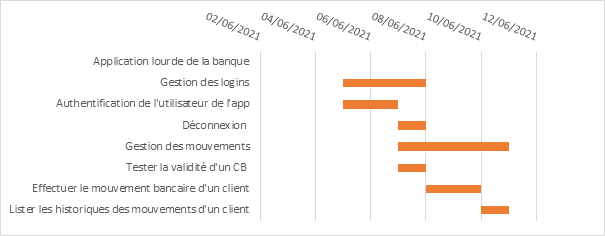 02/06/2021 04/06/2021 06/06/2021 08/06/2021 10/06/2021 12/06/2021
Application lourde de la banque
Gestion des logins
Authentification de l'utilisateur de l'app
Déconnexion
Gestion des mouvements
Tester la validité d'un CB
Effectuer le mouvement bancaire d'un client
Lister les historiques des mouvements d'un client